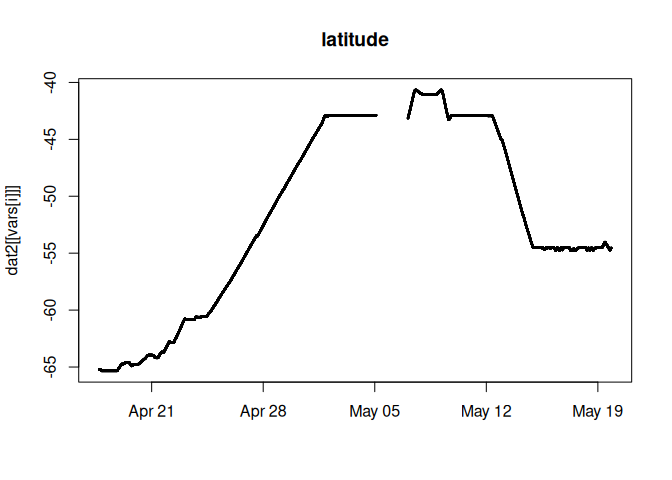 latitude
dat2[[vars[i]]]
-40
-45
-50
-55
-60
-65
Apr 21
Apr 28
May 05
May 12
May 19